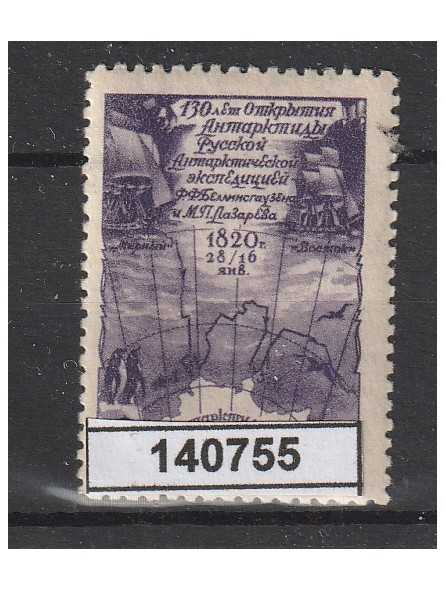 130 лет открытия
Антарктиды
Русской
Антарктической
экспедицией
Ф.Ф. Беллинсгаузена
и М.П. Лазарева
„Мирный“ „Восток“
1820 г.
28/16
янв.
140755